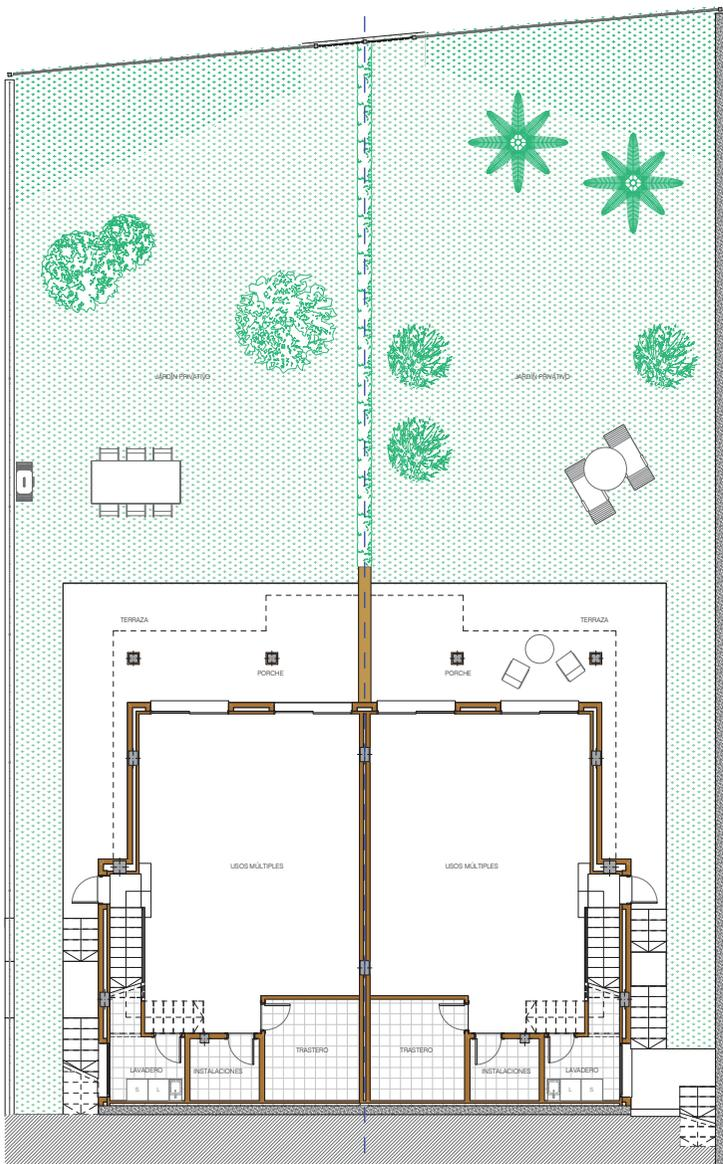 JARDÍN PRIVATIVO JARDÍN PRIVATIVO
TERRAZA TERRAZA
PORCHE PORCHE
USOS MÚLTIPLES USOS MÚLTIPLES
TRASTERO TRASTERO
LAVADERO INSTALACIONES INSTALACIONES LAVADERO
S L L S